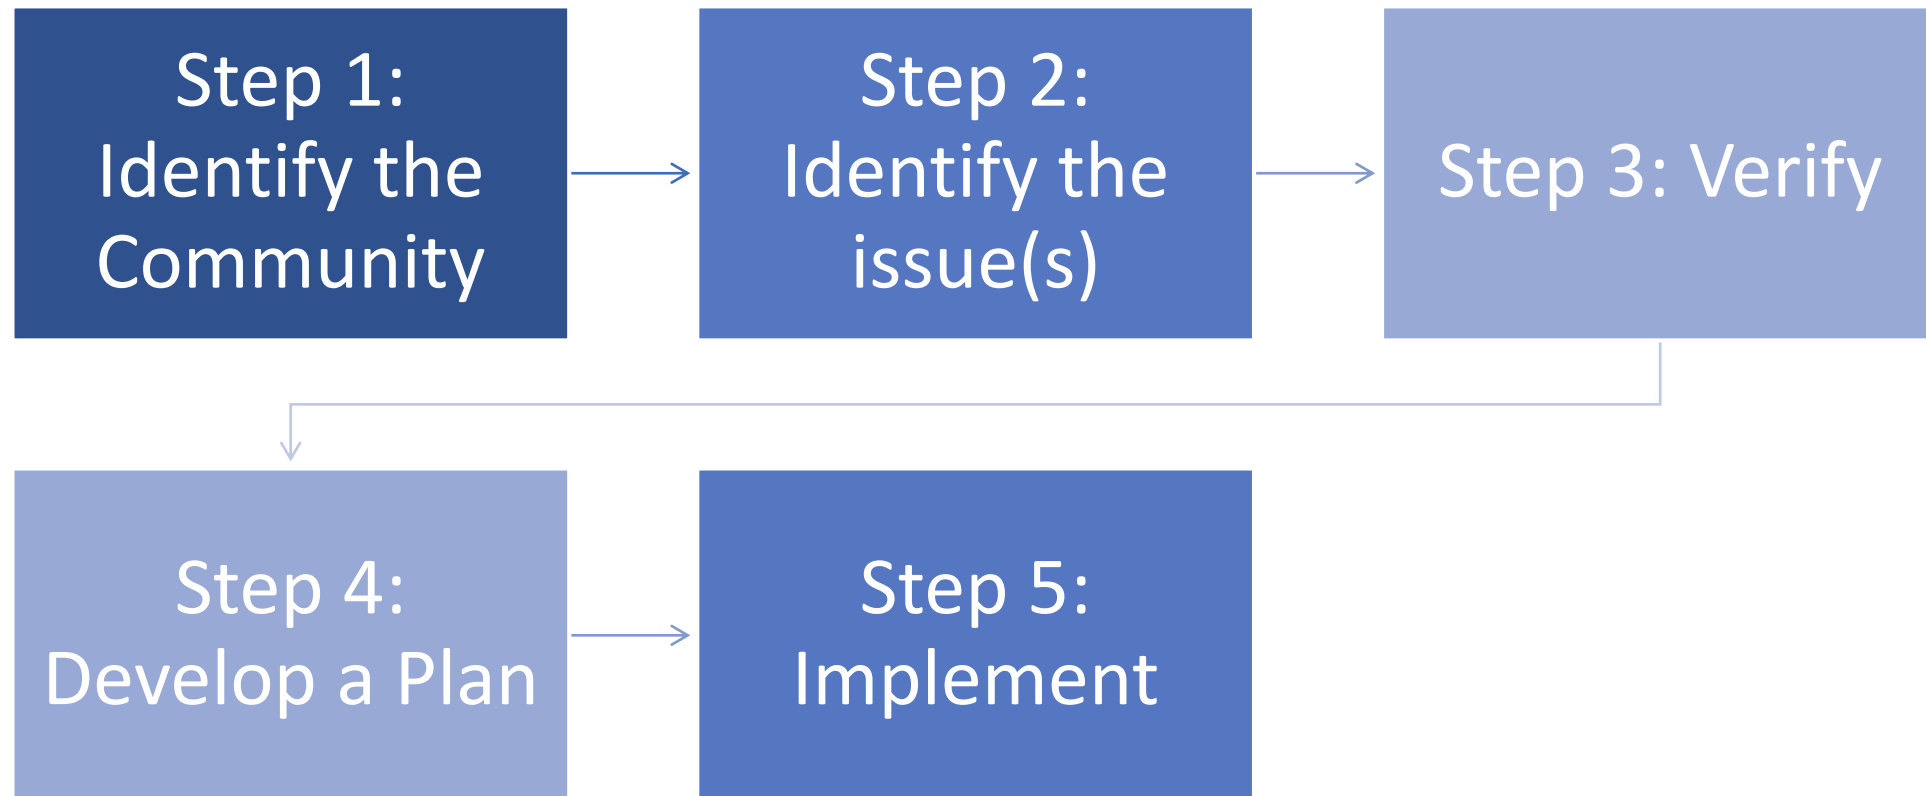 Step 1:
Identify the
Community
Step 2:
Identify the
issue(s)
Step 3: Verify
Step 4:
Develop a Plan
Step 5:
Implement